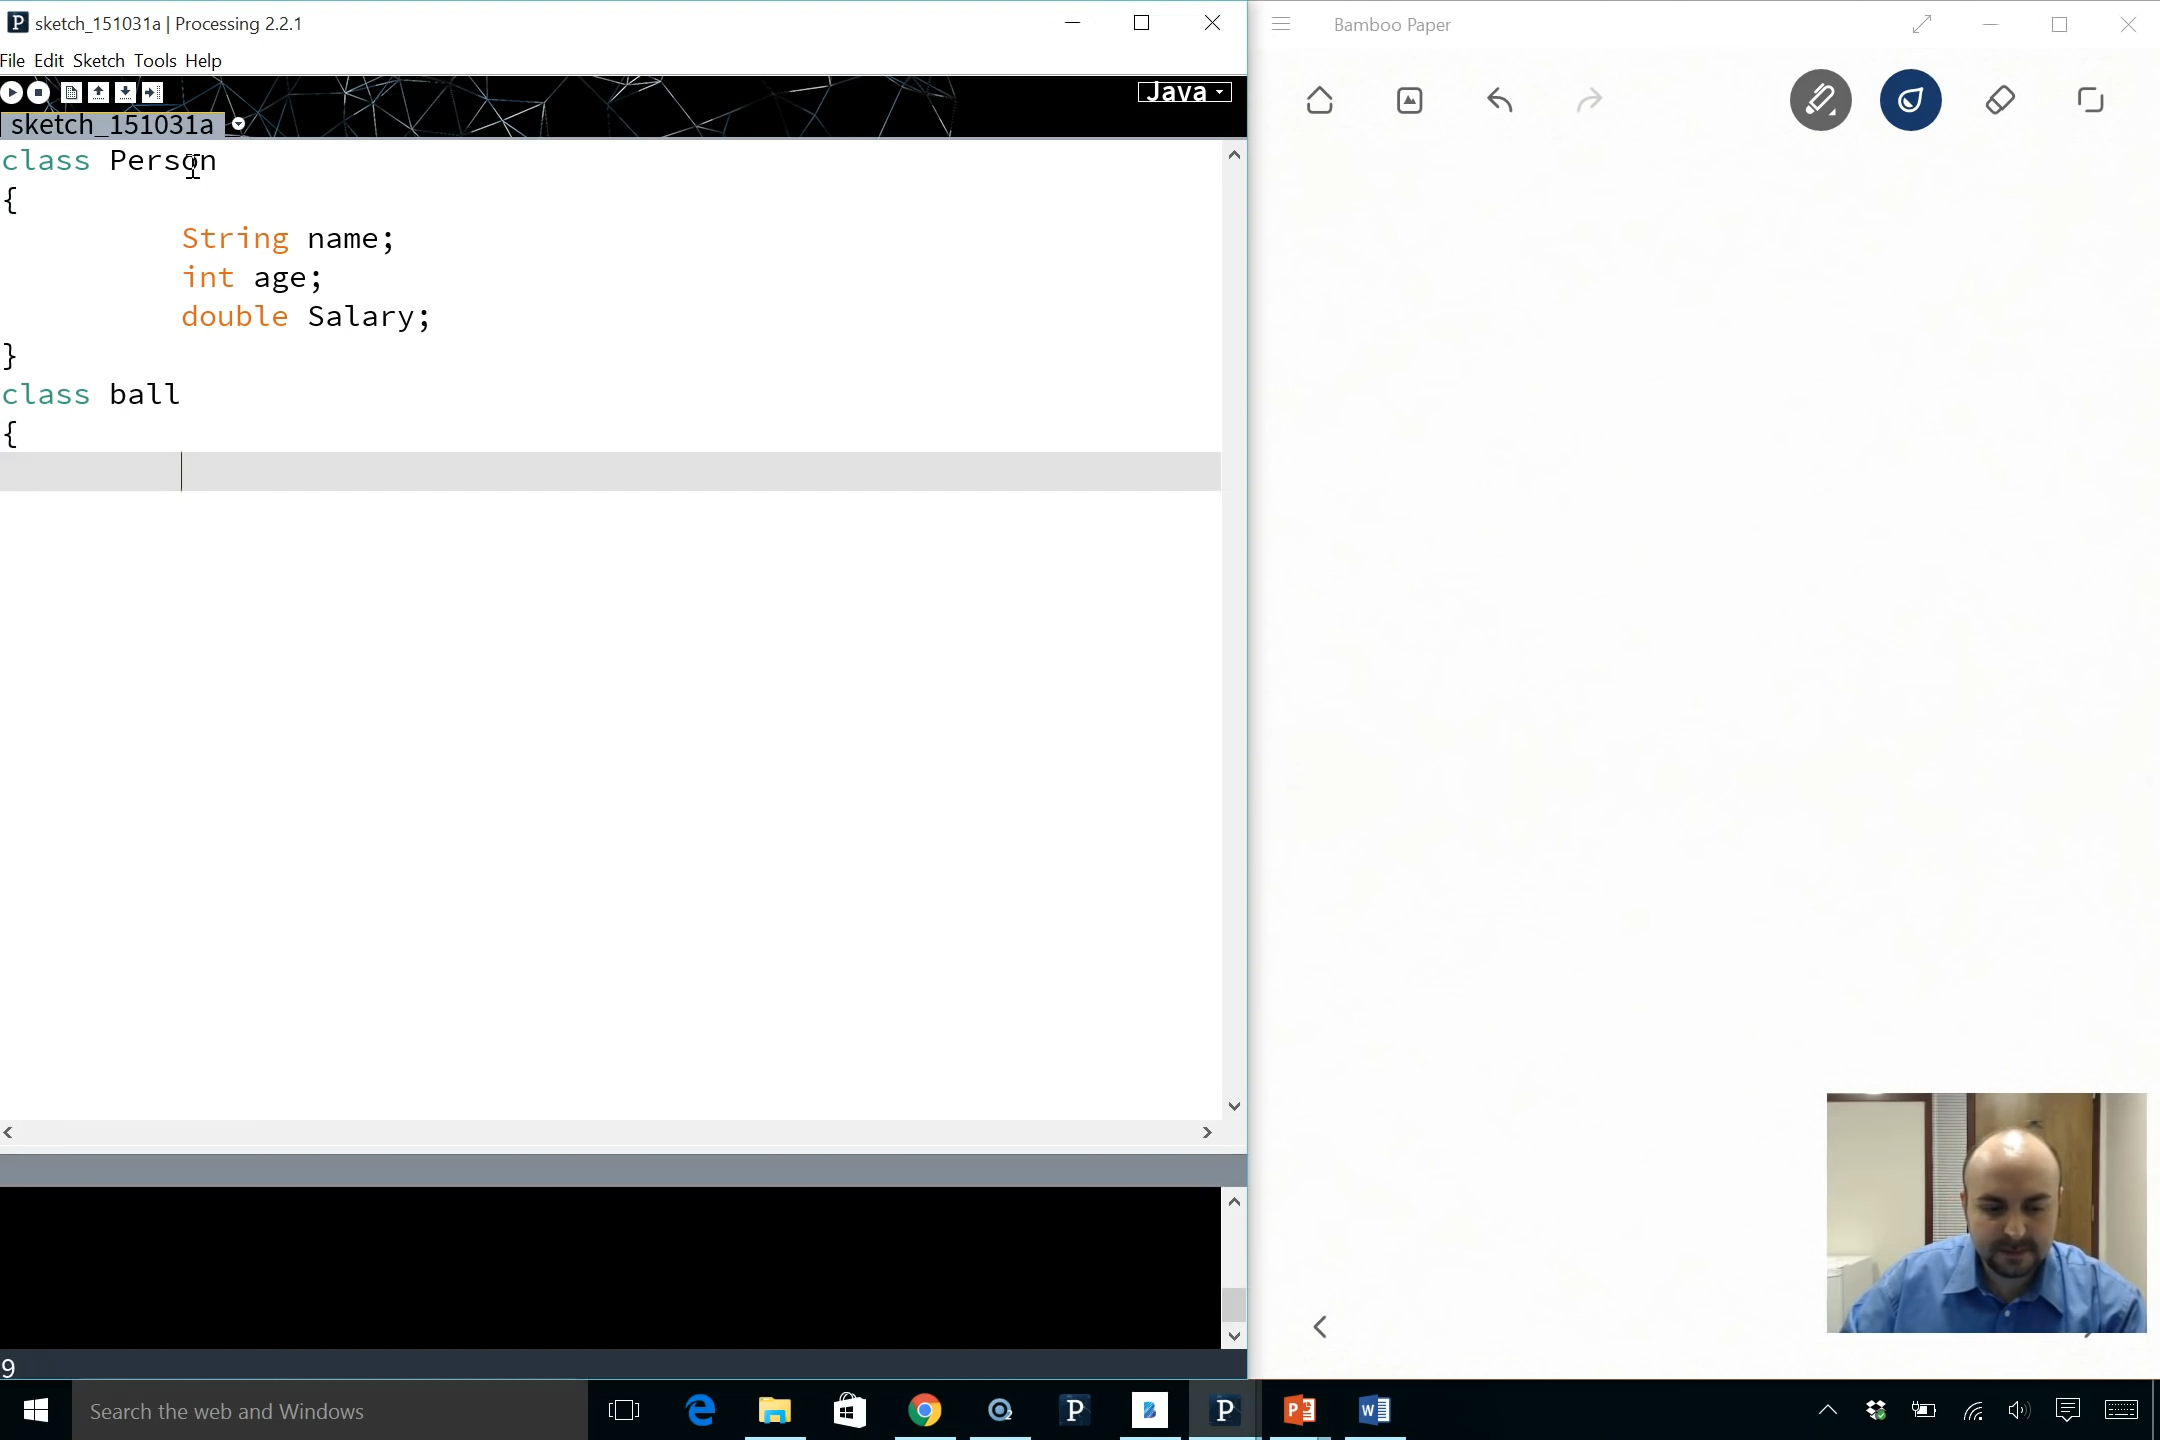 sketch_151031a | Processing 2.2.1
File Edit Sketch Tools Help
Java
sketch_151031a
class Person
{
String name;
int age;
double Salary;
}
class ball
{
9
Bamboo Paper
Search the web and Windows